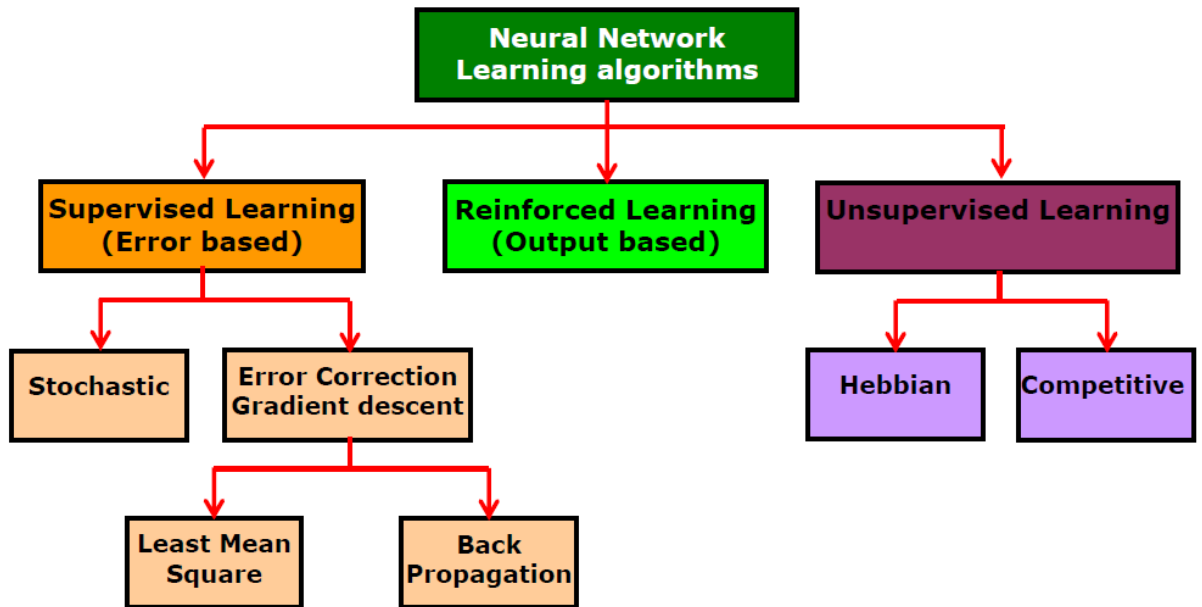 Neural Network
Learning algorithms
Supervised Learning
(Error based)
Reinforced Learning
(Output based)
Unsupervised Learning
Stochastic
Error Correction
Gradient descent
Hebbian
Competitive
Least Mean
Square
Back
Propagation